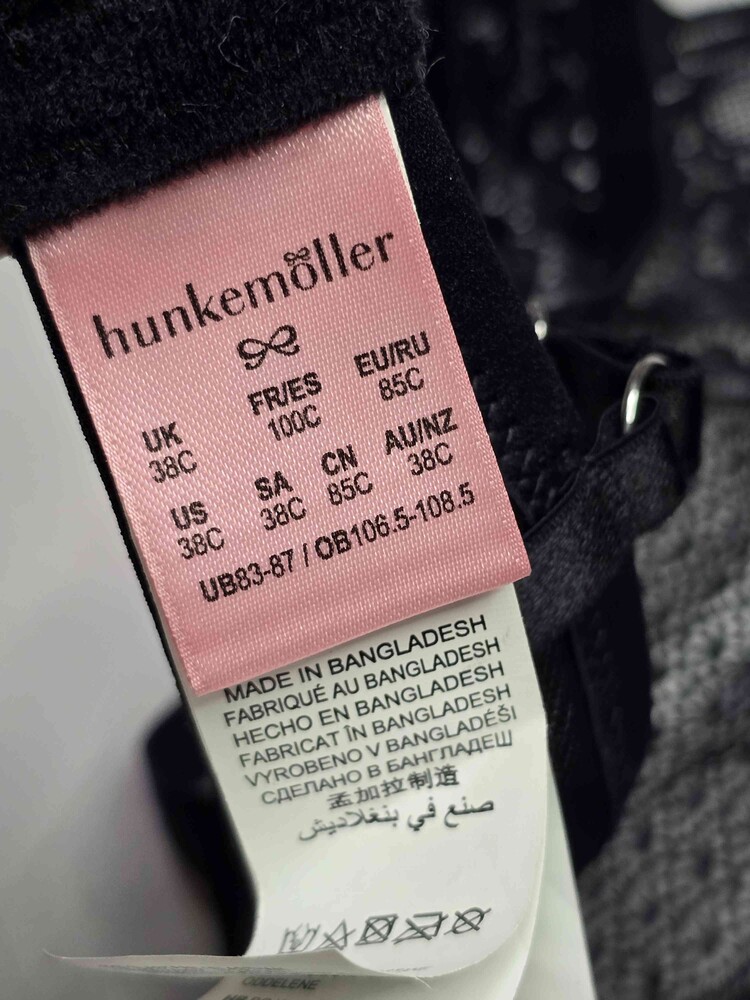 hunkemöller
UK FR/ES EU/RU
38C 100C 85C
US SA CN AU/NZ
38C 38C 85C 38C
UB83-87 / OB106.5-108.5
MADE IN BANGLADESH
FABRIQUÉ AU BANGLADESH
HECHO EN BANGLADESH
FABRICAT ÎN BANGLADESH
VYROBENO V BANGLADÉŠI
СДЕЛАНО В БАНГЛАДЕШ
孟加拉制造
صنع في بنغلاديش
ODDELENE